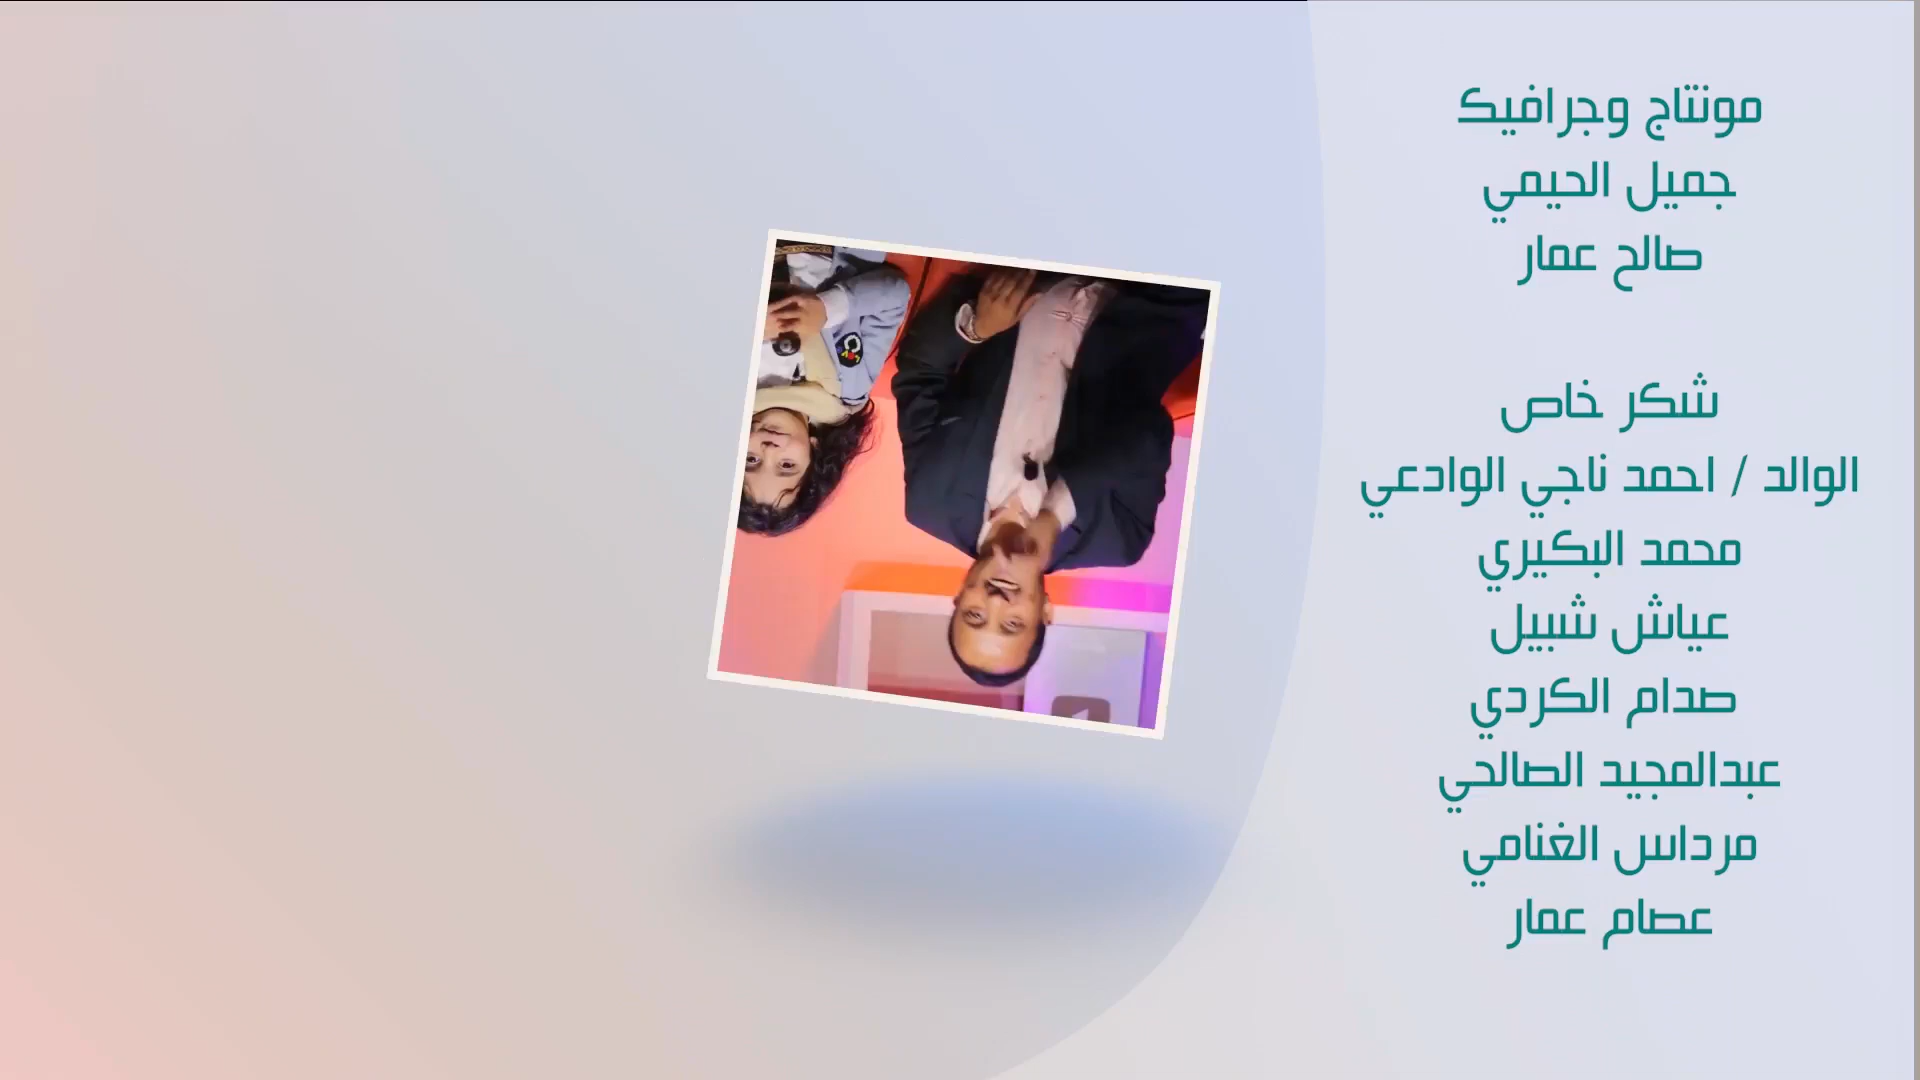 مونتاج وجرافيك
جميل الحيمي
صالح عمار
شكر خاص
الوالد / احمد ناجي الوادعي
محمد البكيري
عياش شبيل
صدام الكردي
عبدالمجيد الصالحي
مرداس الغنامي
عصام عمار